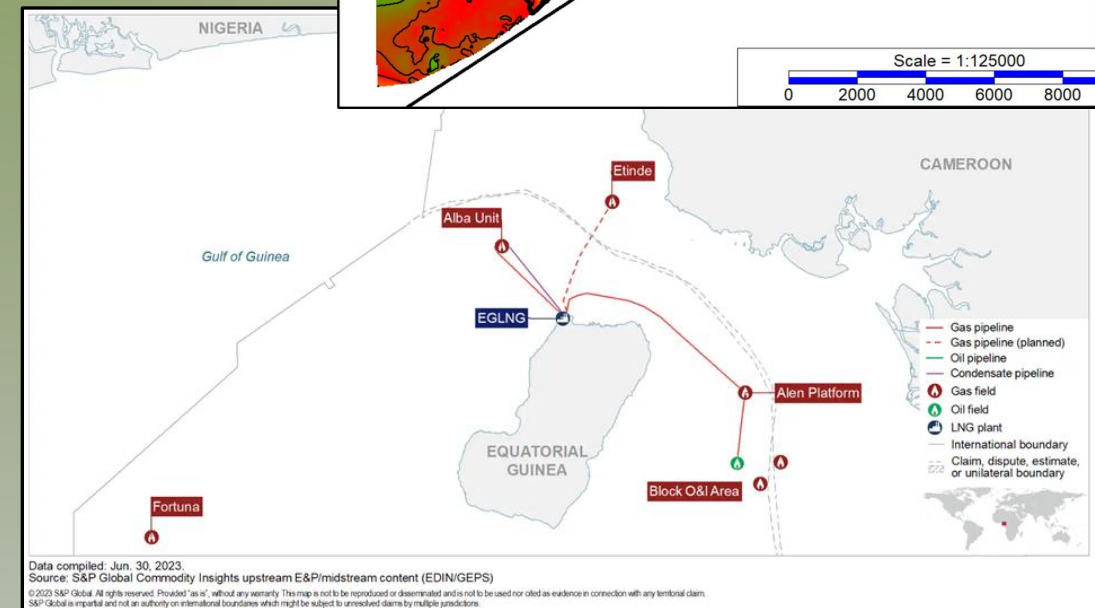 Scale = 1:125000
0 2000 4000 6000 8000
NIGERIA
CAMEROON
Etinde
Alba Unit
Gulf of Guinea
EGLNG
Alen Platform
EQUATORIAL
GUINEA
Block O&I Area
Fortuna
Gas pipeline
Gas pipeline (planned)
Oil pipeline
Condensate pipeline
Gas field
Oil field
LNG plant
International boundary
Claim, dispute, estimate,
or unilateral boundary
Data compiled: Jun. 30, 2023.
Source: S&P Global Commodity Insights upstream E&P/midstream content (EDIN/GEPS)
©2023 S&P Global. All rights reserved. Provided "as is", without any warranty. This map is not to be reproduced or disseminated and is not to be used nor cited as evidence in connection with any territorial claim.
S&P Global is impartial and not an authority on international boundaries which might be subject to unresolved claims by multiple jurisdictions.